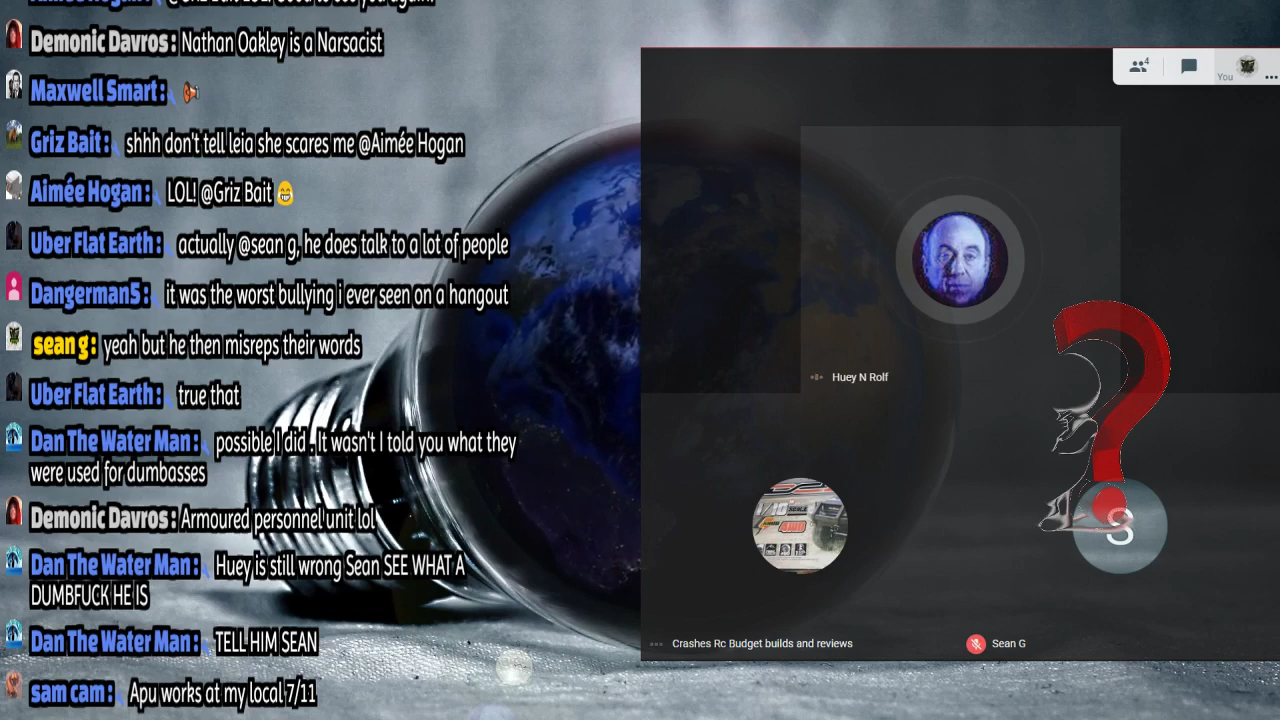 Demonic Davros : Nathan Oakley is a Narsacist
Maxwell Smart :
Griz Bait : shhh don't tell leia she scares me @Aimée Hogan
Aimée Hogan : LOL! @Griz Bait 😁
Uber Flat Earth : actually @sean g, he does talk to a lot of people
Dangerman5 : it was the worst bullying i ever seen on a hangout
sean g : yeah but he then misreps their words
Uber Flat Earth : true that
Dan The Water Man : possible I did . It wasn't I told you what they
were used for dumbasses
Demonic Davros : Armoured personnel unit lol
Dan The Water Man : Huey is still wrong Sean SEE WHAT A
DUMBFUCK HE IS
Dan The Water Man : TELL HIM SEAN
sam cam : Apu works at my local 7/11
4
You
Huey N Rolf
?
S
Crashes Rc Budget builds and reviews
Sean G